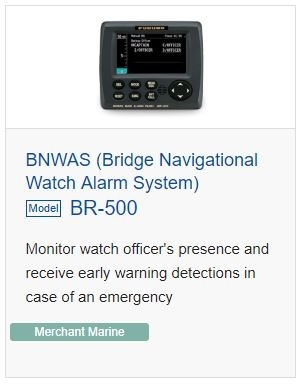 FURUNO
BNWAS (Bridge Navigational
Watch Alarm System)
Model BR-500
Monitor watch officer's presence and
receive early warning detections in
case of an emergency
Merchant Marine